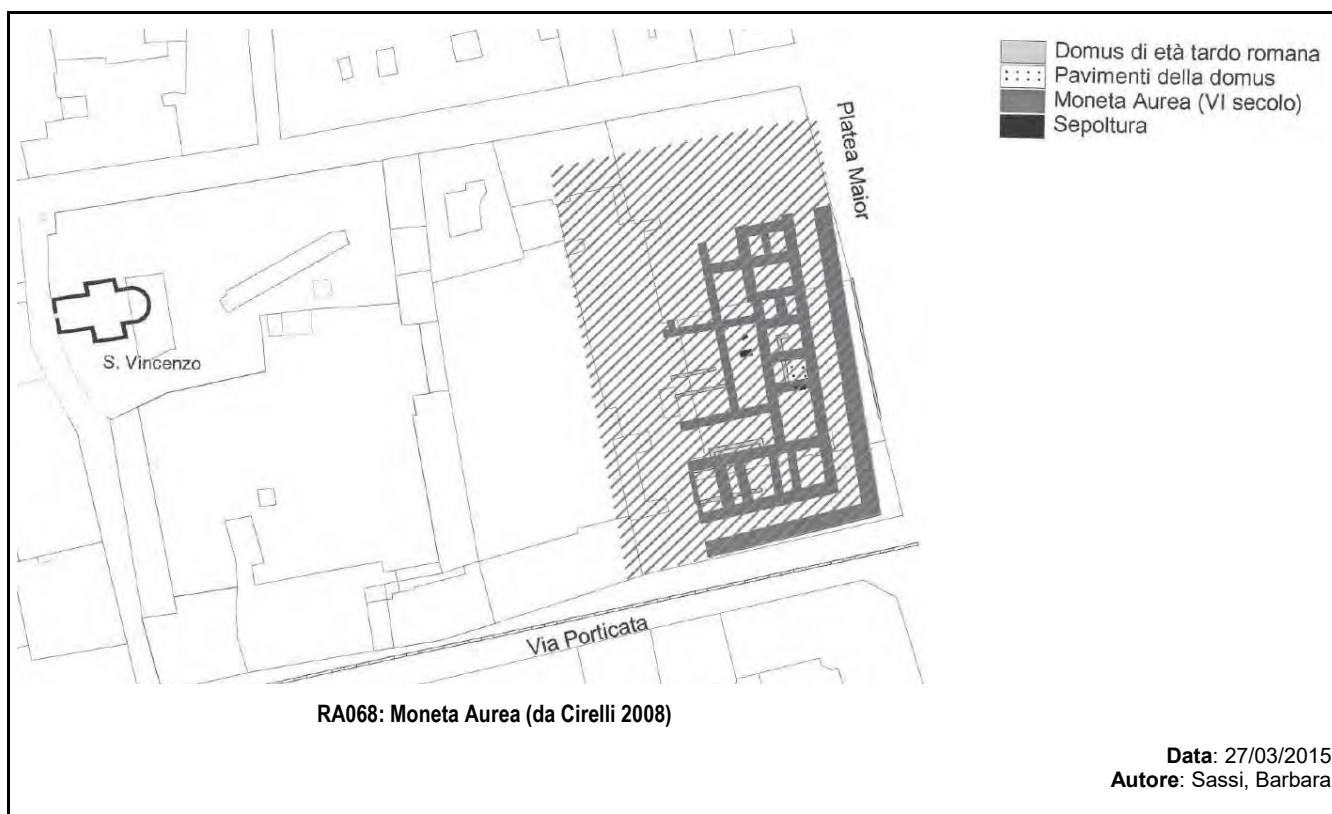 Domus di età tardo romana
Pavimenti della domus
Moneta Aurea (VI secolo)
Sepoltura
Platea Maior
S. Vincenzo
Via Porticata
RA068: Moneta Aurea (da Cirelli 2008)
Data: 27/03/2015
Autore: Sassi, Barbara